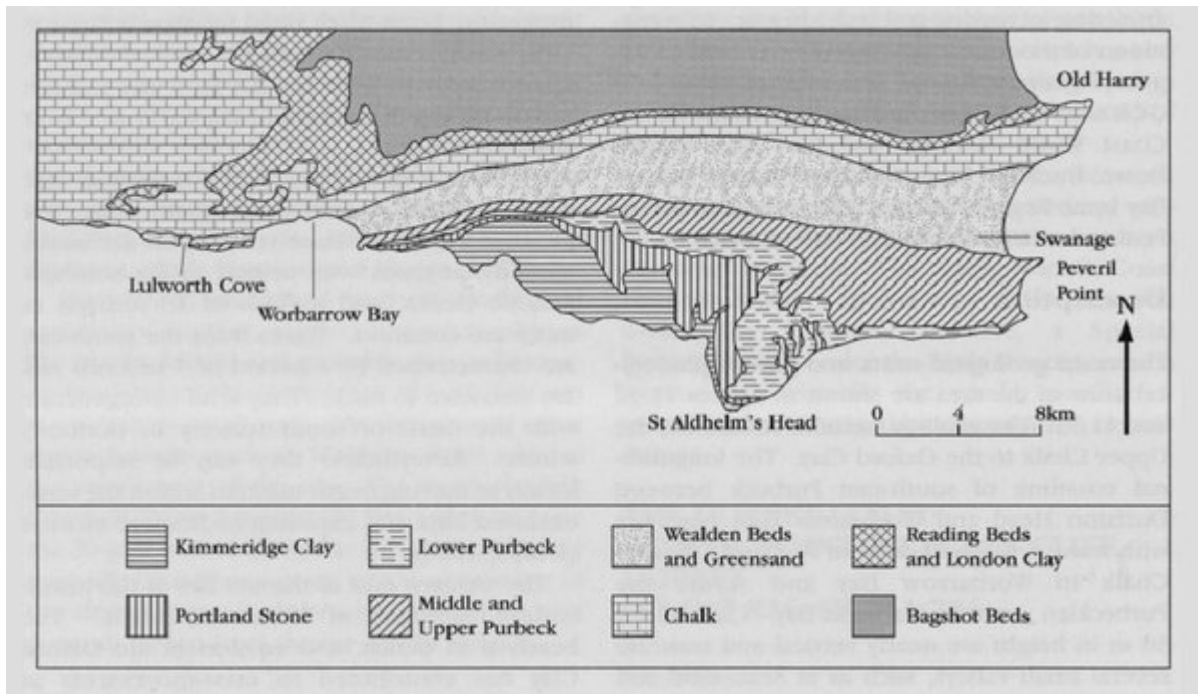 Old Harry
Swanage
Peveril
Point
Lulworth Cove
Worbarrow Bay
N
St Aldhelm's Head
0 4 8km
Kimmeridge Clay
Lower Purbeck
Wealden Beds
and Greensand
Reading Beds
and London Clay
Portland Stone
Middle and
Upper Purbeck
Chalk
Bagshot Beds